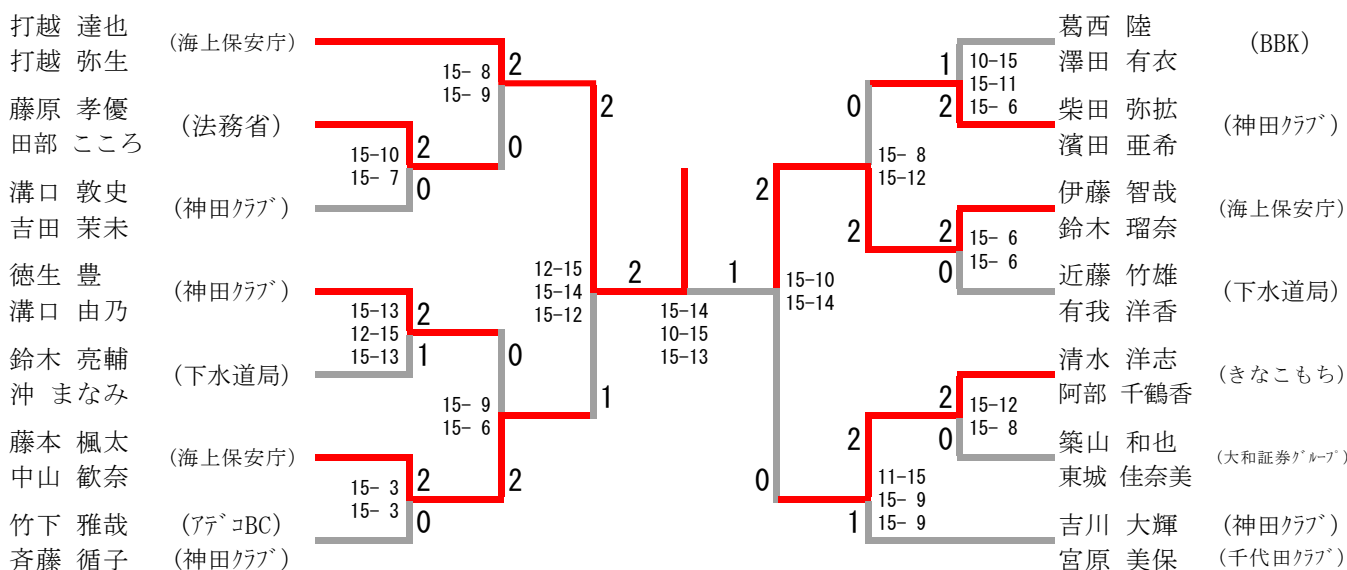 打越 達也
打越 弥生
(海上保安庁)
藤原 孝優
田部 こころ
(法務省)
溝口 敦史
吉田 茉未
(神田ｸﾗﾌﾞ)
徳生 豊
溝口 由乃
(神田ｸﾗﾌﾞ)
鈴木 亮輔
沖 まなみ
(下水道局)
藤本 楓太
中山 歓奈
(海上保安庁)
竹下 雅哉
(ｱﾃﾞｺBC)
斉藤 循子
(神田ｸﾗﾌﾞ)
15-10
15- 7
2
0
15-13
12-15
15-13
2
1
15- 3
15- 3
2
0
15- 8
15- 9
2
0
15- 9
15- 6
0
2
12-15
15-14
15-12
2
1
2
1
15-14
10-15
15-13
2
0
15-10
15-14
0
2
15- 8
15-12
2
1
11-15
15- 9
15- 9
1
2
10-15
15-11
15- 6
2
0
15- 6
15- 6
2
0
15-12
15- 8
葛西 陸
澤田 有衣
(BBK)
柴田 弥拡
濱田 亜希
(神田ｸﾗﾌﾞ)
伊藤 智哉
鈴木 瑠奈
(海上保安庁)
近藤 竹雄
有我 洋香
(下水道局)
清水 洋志
阿部 千鶴香
(きなこもち)
築山 和也
東城 佳奈美
(大和証券ｸﾞﾙｰﾌﾟ)
吉川 大輝
(神田ｸﾗﾌﾞ)
宮原 美保
(千代田ｸﾗﾌﾞ)